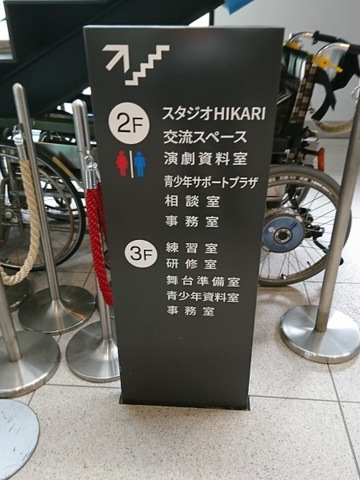 2F
スタジオHIKARI
交流スペース
演劇資料室
青少年サポートプラザ
相談室
事務室
3F
練習室
研修室
舞台準備室
青少年資料室
事務室